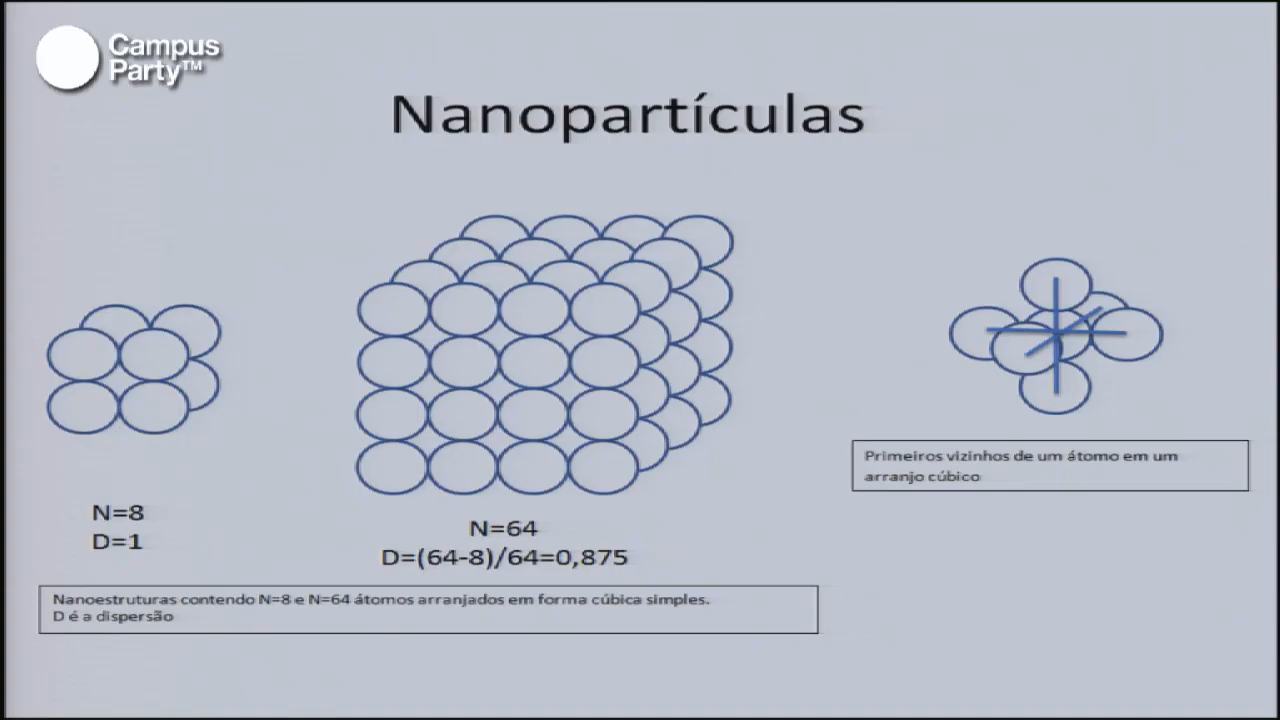 Campus
Party™
Nanopartículas
Primeiros vizinhos de um átomo em um
arranjo cúbico
N=8
D=1
N=64
D=(64-8)/64=0,875
Nanoestruturas contendo N=8 e N=64 átomos arranjados em forma cúbica simples.
D é a dispersão